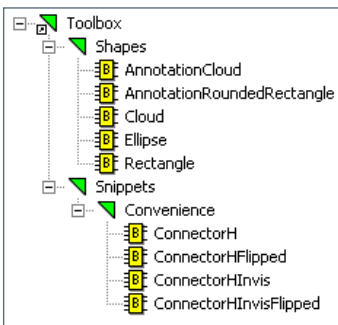 Toolbox
Shapes
B AnnotationCloud
B AnnotationRoundedRectangle
B Cloud
B Ellipse
B Rectangle
Snippets
Convenience
B ConnectorH
B ConnectorHFlipped
B ConnectorHInvis
B ConnectorHInvisFlipped